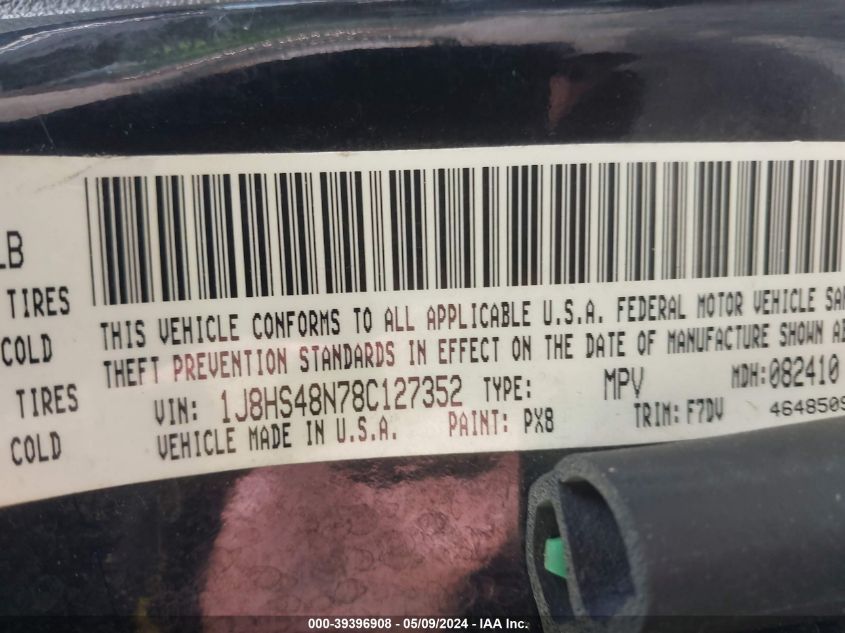 LB
TIRES
COLD
TIRES
COLD
THIS VEHICLE CONFORMS TO ALL APPLICABLE U.S.A. FEDERAL MOTOR VEHICLE
THEFT PREVENTION STANDARDS IN EFFECT ON THE DATE OF MANUFACTURE SHOWN
VIN: 1J8HS48N78C127352 TYPE: MPV MDH:082410
VEHICLE MADE IN U.S.A. PAINT: PX8 TRIM: F7DV 4648509
000-39396908 - 05/09/2024 - IAA Inc.